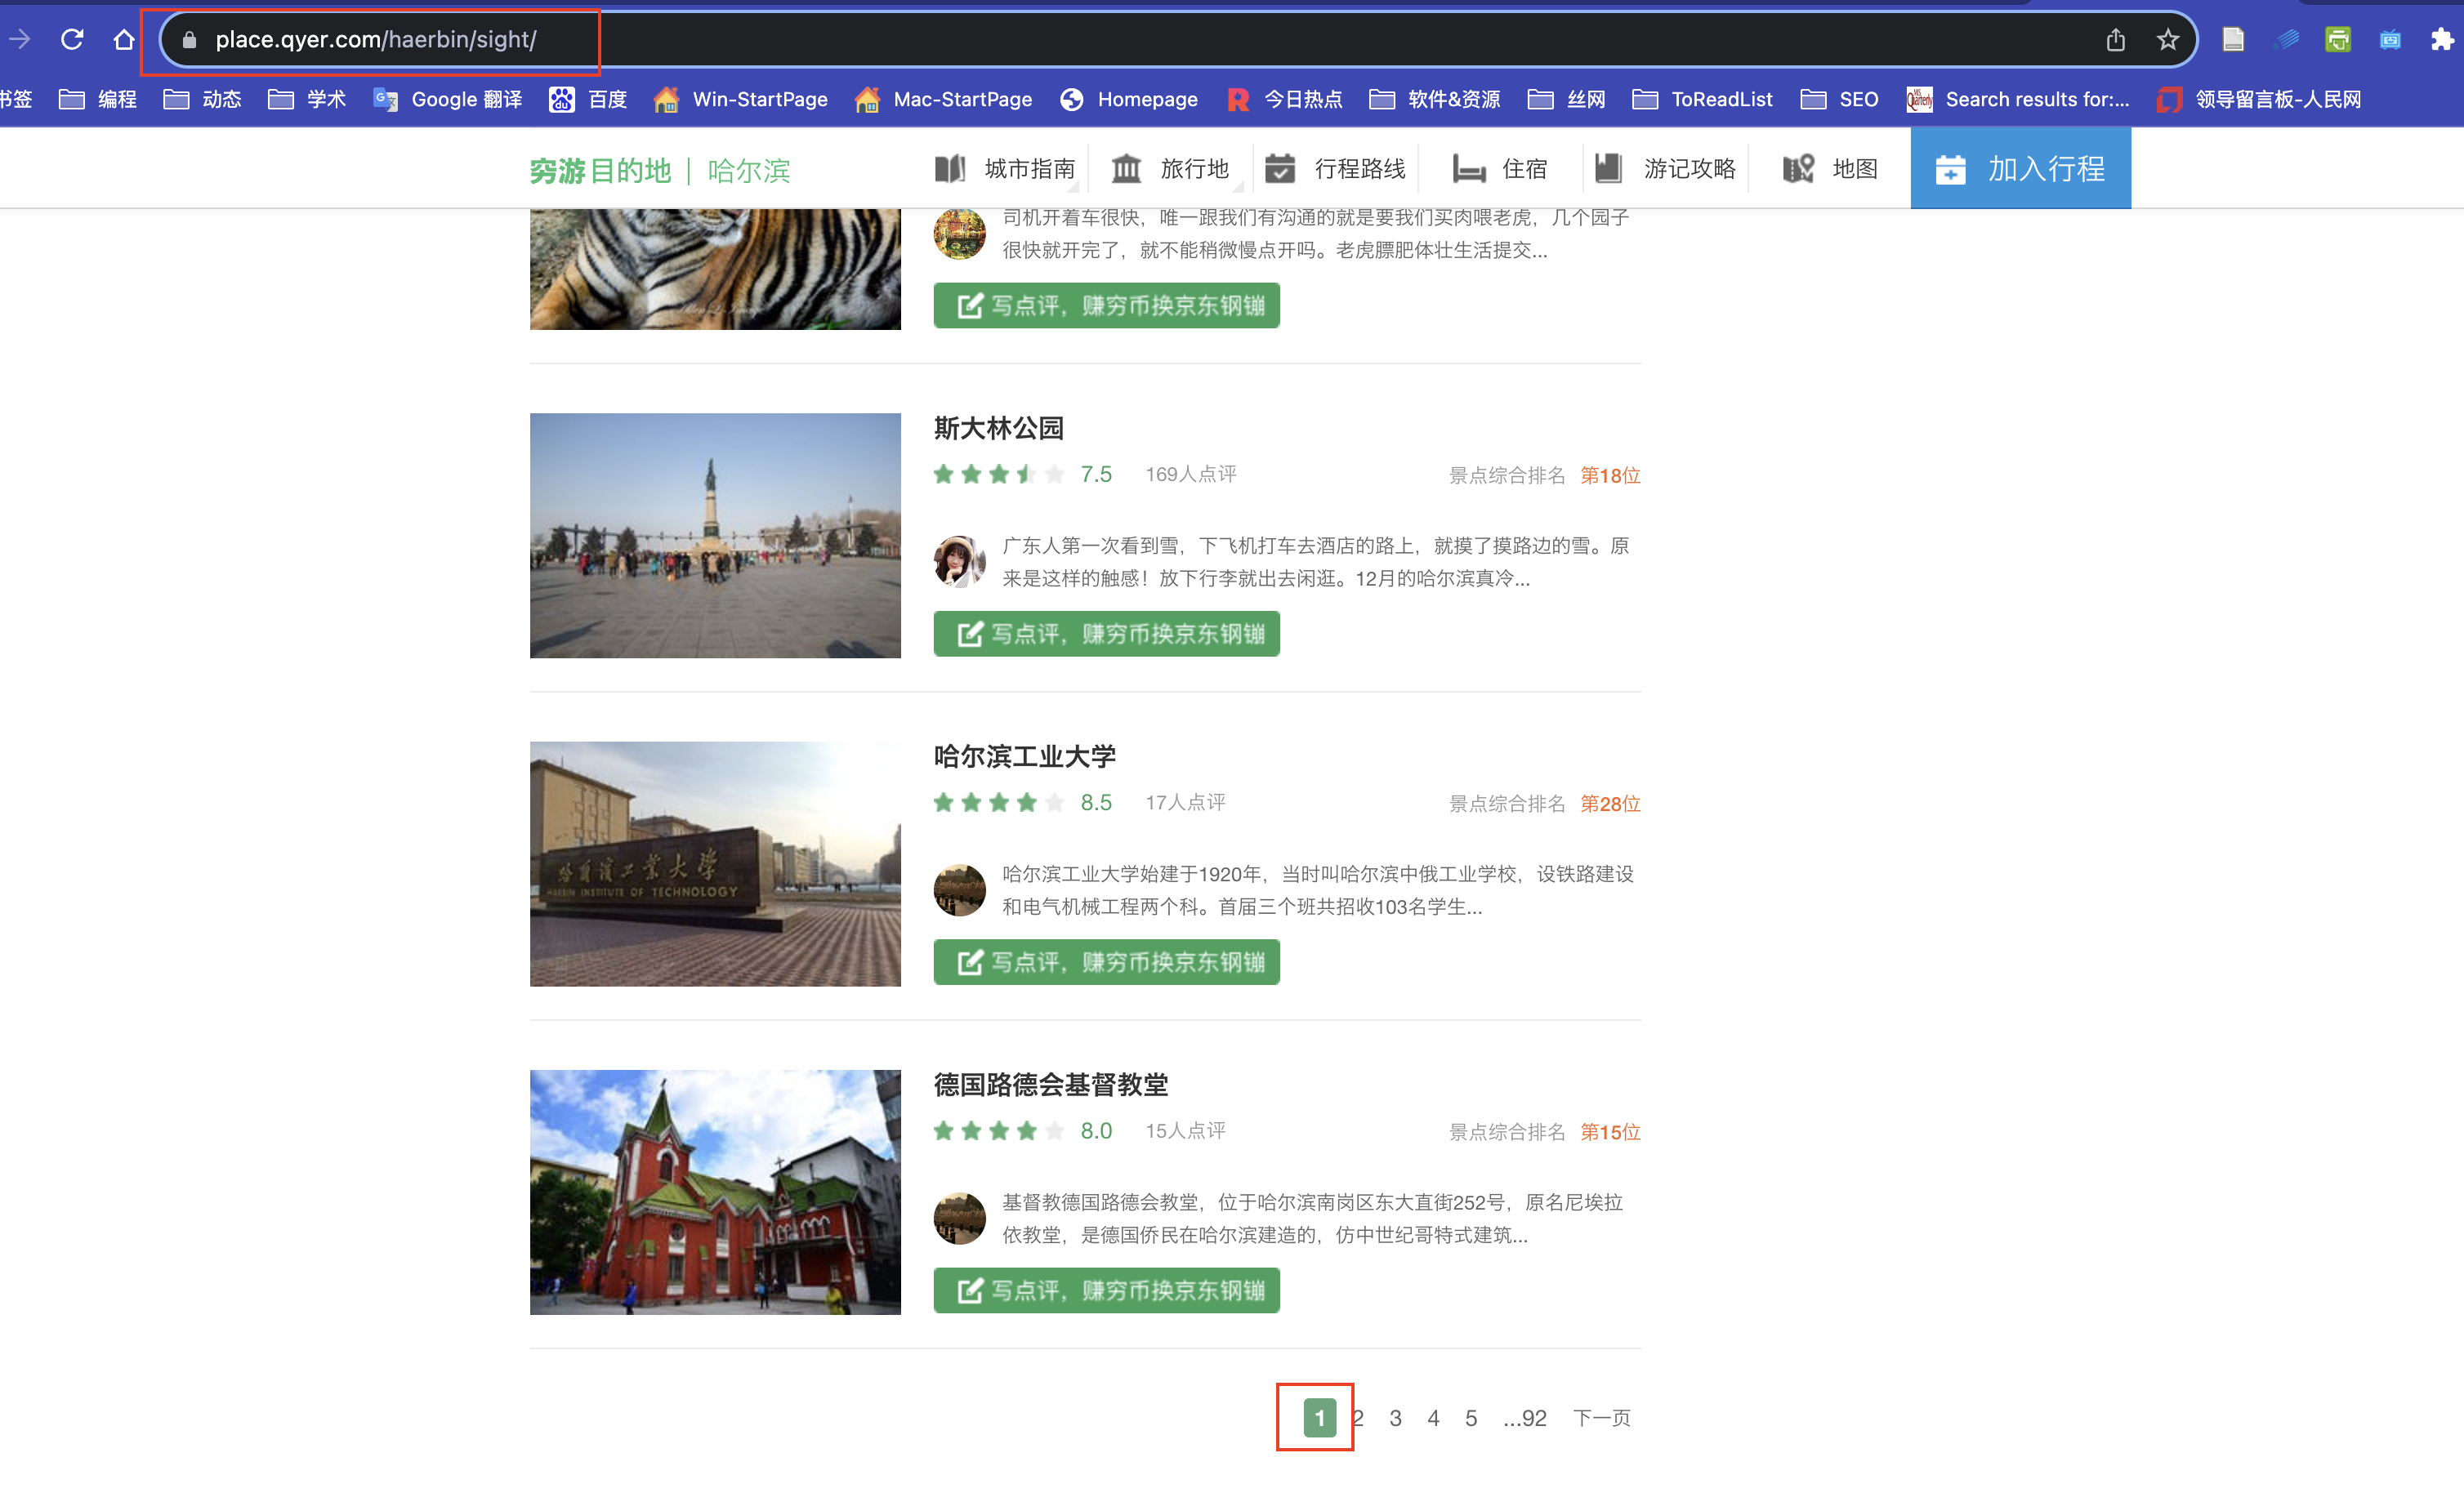 place.qyer.com/haerbin/sight/
书签 编程 动态 学术 Google 翻译 百度 Win-StartPage Mac-StartPage Homepage 今日热点 软件&资源 丝网 ToReadList SEO Search results for:... 领导留言板-人民网
穷游目的地 | 哈尔滨 城市指南 旅行地 行程路线 住宿 游记攻略 地图 加入行程
司机开着车很快，唯一跟我们有沟通的就是要我们买肉喂老虎，几个园子
很快就开完了，就不能稍微慢点开吗。老虎膘肥体壮生活提交...
写点评，赚穷币换京东钢镚
斯大林公园
7.5 169人点评 景点综合排名 第18位
广东人第一次看到雪，下飞机打车去酒店的路上，就摸了摸路边的雪。原
来是这样的触感！放下行李就出去闲逛。12月的哈尔滨真冷...
写点评，赚穷币换京东钢镚
哈尔滨工业大学
8.5 17人点评 景点综合排名 第28位
哈爾濱工業大学
HARBIN INSTITUTE OF TECHNOLOGY
哈尔滨工业大学始建于1920年，当时叫哈尔滨中俄工业学校，设铁路建设
和电气机械工程两个科。首届三个班共招收103名学生...
写点评，赚穷币换京东钢镚
德国路德会基督教堂
8.0 15人点评 景点综合排名 第15位
基督教德国路德会教堂，位于哈尔滨南岗区东大直街252号，原名尼埃拉
依教堂，是德国侨民在哈尔滨建造的，仿中世纪哥特式建筑...
写点评，赚穷币换京东钢镚
1 2 3 4 5 ...92 下一页